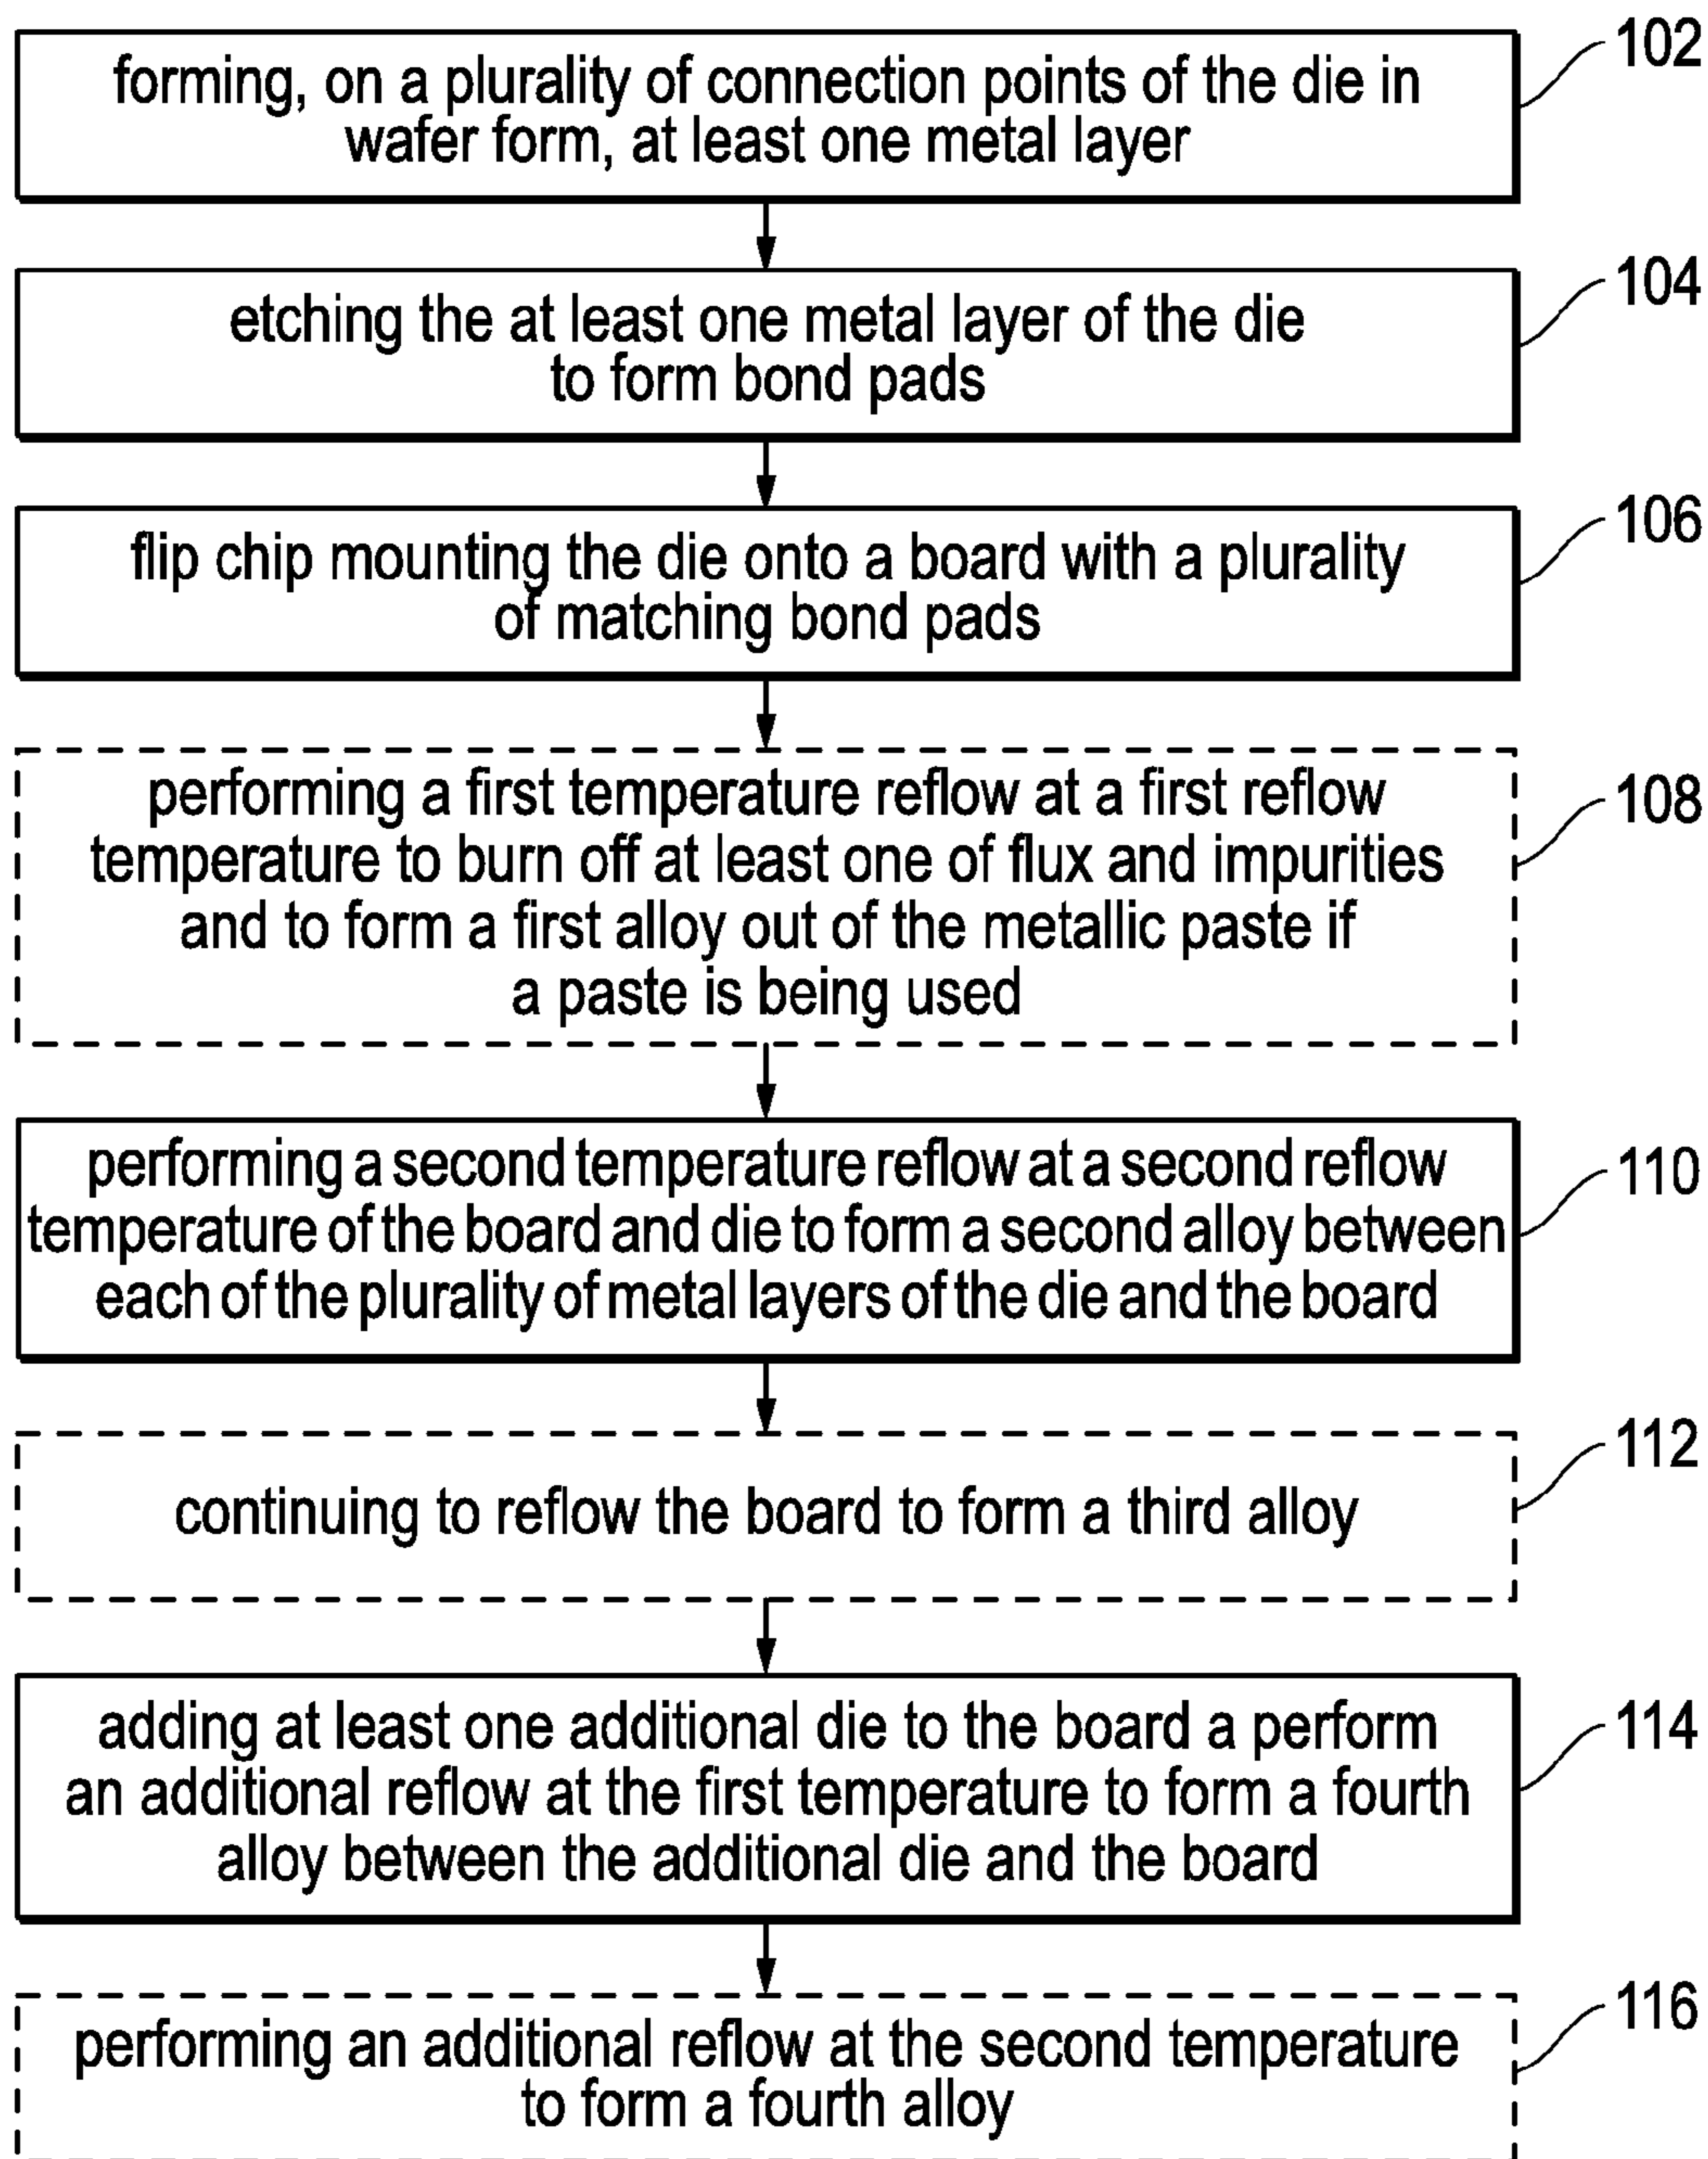 forming, on a plurality of connection points of the die in
wafer form, at least one metal layer
102
etching the at least one metal layer of the die
to form bond pads
104
flip chip mounting the die onto a board with a plurality
of matching bond pads
106
performing a first temperature reflow at a first reflow
temperature to burn off at least one of flux and impurities
and to form a first alloy out of the metallic paste if
a paste is being used
108
performing a second temperature reflow at a second reflow
temperature of the board and die to form a second alloy between
each of the plurality of metal layers of the die and the board
110
continuing to reflow the board to form a third alloy
112
adding at least one additional die to the board a perform
an additional reflow at the first temperature to form a fourth
alloy between the additional die and the board
114
performing an additional reflow at the second temperature
to form a fourth alloy
116